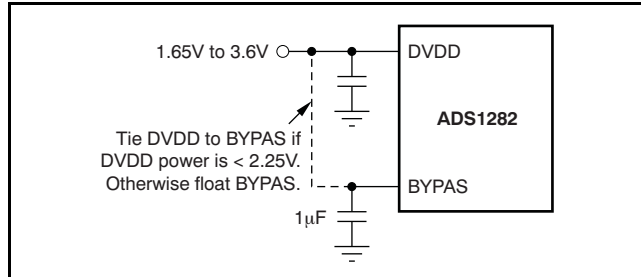 1.65V to 3.6V
DVDD
ADS1282
Tie DVDD to BYPAS if
DVDD power is < 2.25V.
Otherwise float BYPAS.
BYPAS
1μF